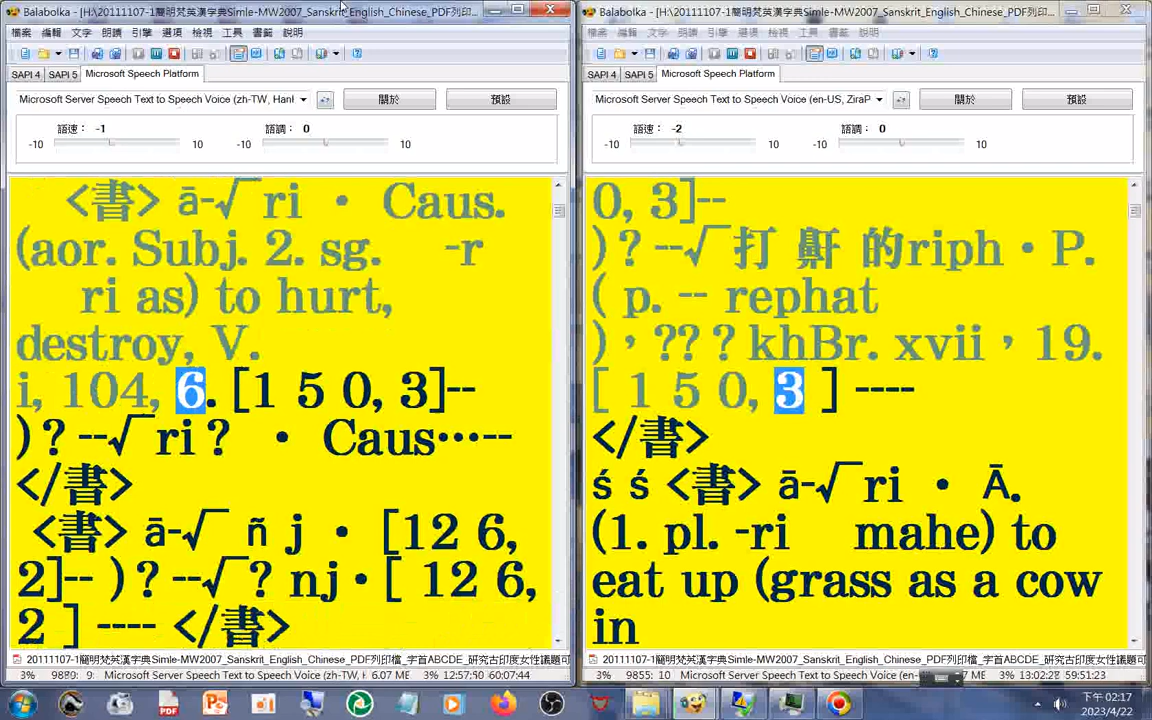 Balabolka - [H:\20111107-1簡明梵英漢字典Simle-MW2007_Sanskrit_English_Chinese_PDF列印...
檔案 編輯 文字 朗讀 引擎 選項 檢視 工具 書籤 說明
SAPI 4 SAPI 5 Microsoft Speech Platform
Microsoft Server Speech Text to Speech Voice (zh-TW, Hanl
關於 預設
語速： -1 語調： 0
-10 10 -10 10
<書> ā-√ri • Caus.
(aor. Subj. 2. sg. -r
ri as) to hurt,
destroy, V.
i, 104, 6. [1 5 0, 3]--
)? --√ri ? • Caus…--
</書>
<書> ā-√ ñ j • [12 6,
2]-- )? --√? nj•[ 12 6,
2 ] ---- </書>
20111107-1簡明梵英漢字典Simle-MW2007_Sanskrit_English_Chinese_PDF列印檔_字首ABCDE_研究古印度女性議題可
3% 9880: 9: Microsoft Server Speech Text to Speech Voice (zh-TW, H 6.07 MB 3% 12:57:50 60:07:44
Balabolka - [H:\20111107-1簡明梵英漢字典Simle-MW2007_Sanskrit_English_Chinese_PDF列印...
檔案 編輯 文字 朗讀 引擎 選項 檢視 工具 書籤 說明
SAPI 4 SAPI 5 Microsoft Speech Platform
Microsoft Server Speech Text to Speech Voice (en-US, ZiraP
關於 預設
語速： -2 語調： 0
-10 10 -10 10
0, 3]--
)? --√打 鼾 的riph•P.
( p. -- rephat
)，?? ? khBr. xvii，19.
[ 1 5 0, 3 ] ----
</書>
ś ś <書> ā-√ri • Ā.
(1. pl. -ri mahe) to
eat up (grass as a cow
in
20111107-1簡明梵英漢字典Simle-MW2007_Sanskrit_English_Chinese_PDF列印檔_字首ABCDE_研究古印度女性議題可
3% 9855: 10 Microsoft Server Speech Text to Speech Voice (en-US 3% 13:02:28 59:51:23
下午 02:17
2023/4/22